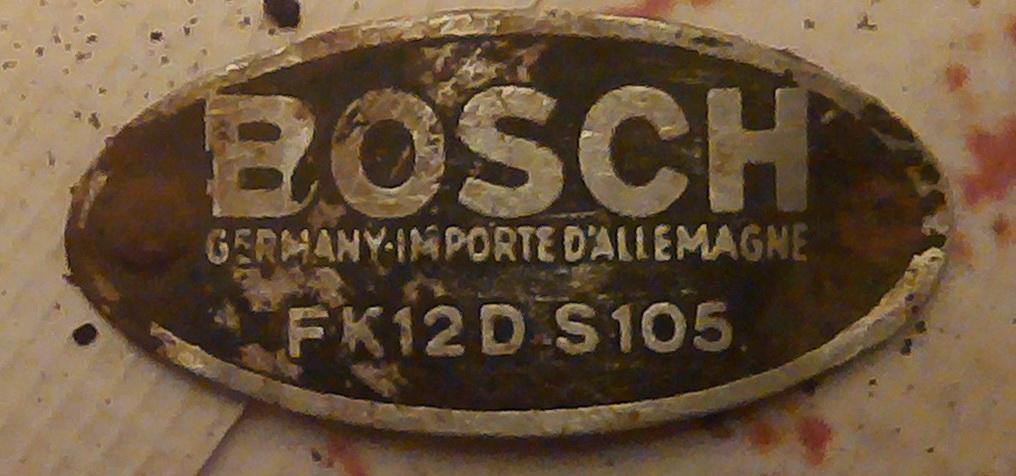 BOSCH
GERMANY·IMPORTE D'ALLEMAGNE
FK12D S105